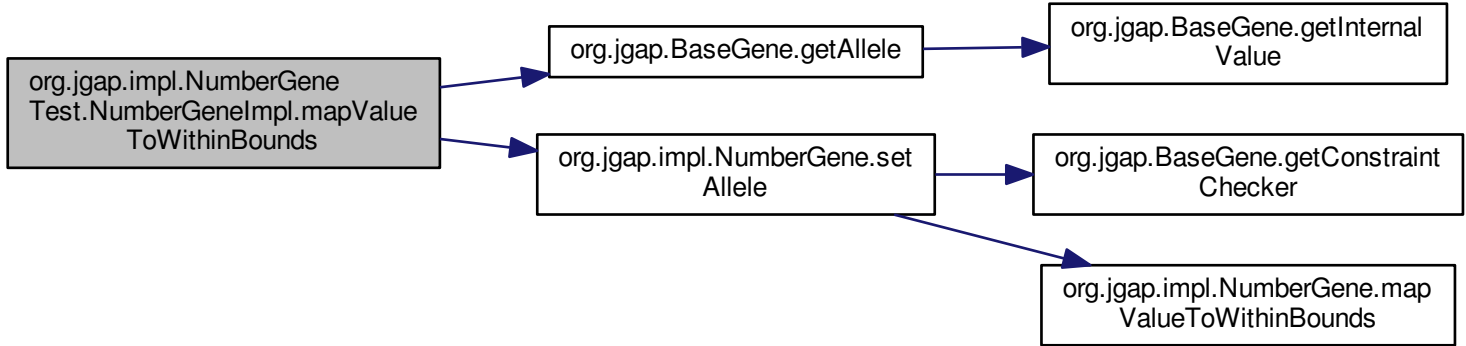 org.jgap.impl.NumberGene
Test.NumberGeneImpl.mapValue
ToWithinBounds
org.jgap.BaseGene.getAllele
org.jgap.BaseGene.getInternal
Value
org.jgap.impl.NumberGene.set
Allele
org.jgap.BaseGene.getConstraint
Checker
org.jgap.impl.NumberGene.map
ValueToWithinBounds